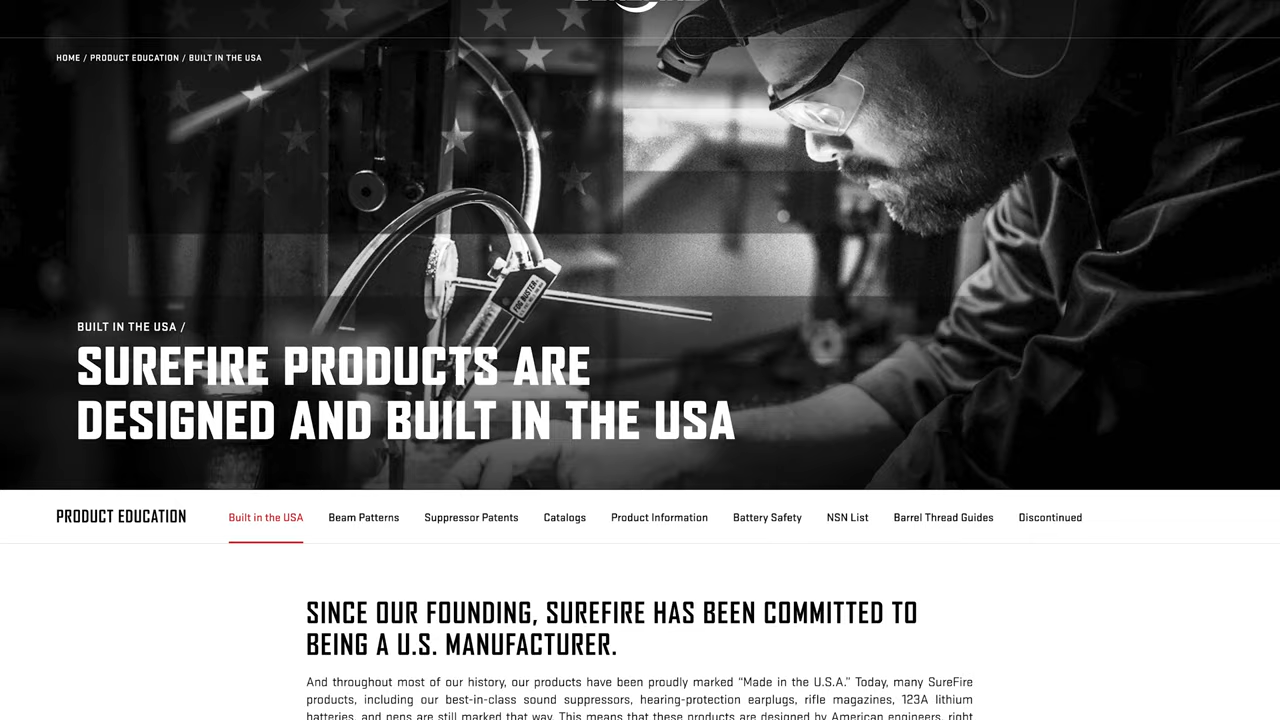 HOME / PRODUCT EDUCATION / BUILT IN THE USA
FOD BUSTER
BUILT IN THE USA /
SUREFIRE PRODUCTS ARE
DESIGNED AND BUILT IN THE USA
PRODUCT EDUCATION Built in the USA Beam Patterns Suppressor Patents Catalogs Product Information Battery Safety NSN List Barrel Thread Guides Discontinued
SINCE OUR FOUNDING, SUREFIRE HAS BEEN COMMITTED TO
BEING A U.S. MANUFACTURER.
And throughout most of our history, our products have been proudly marked "Made in the U.S.A." Today, many SureFire
products, including our best-in-class sound suppressors, hearing-protection earplugs, rifle magazines, 123A lithium
batteries, and pens are still marked that way. This means that these products are designed by American engineers, right